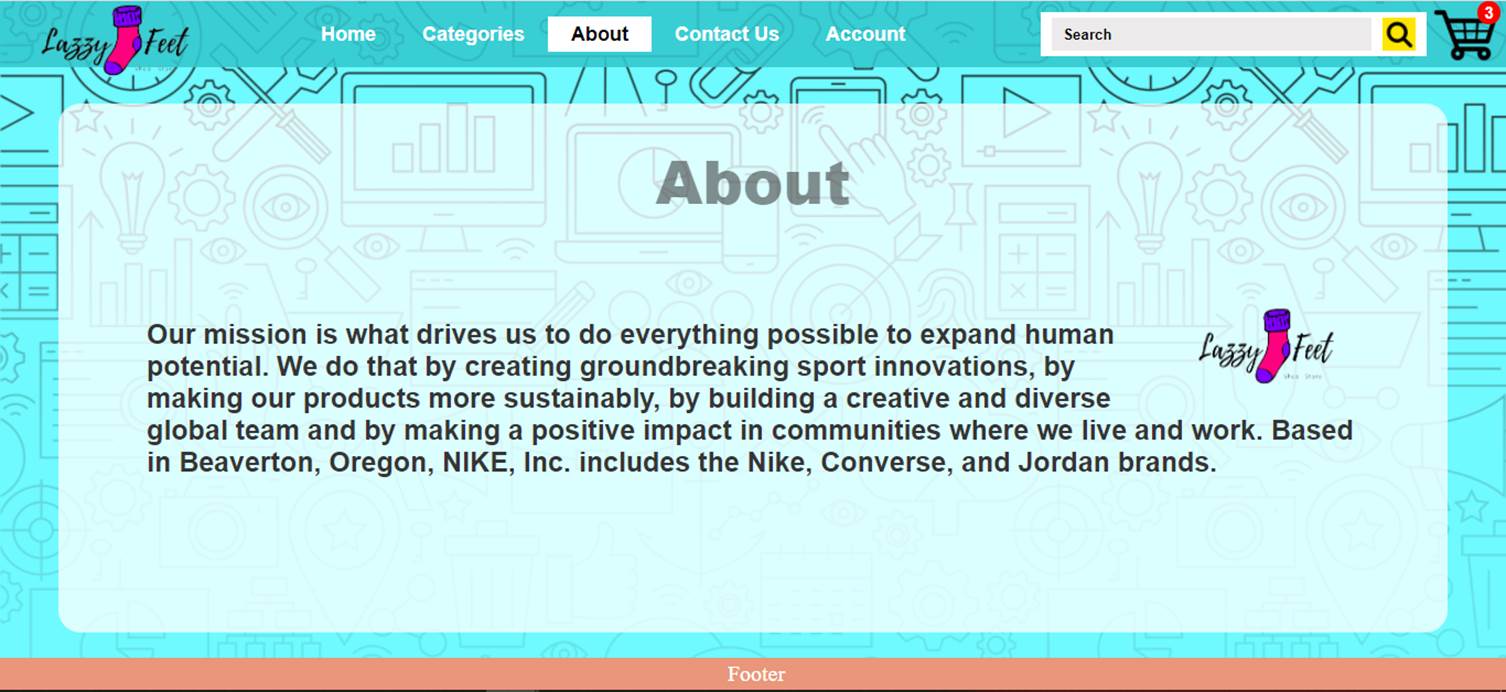 Lazzy Feet
Home Categories About Contact Us Account
Search
3
About
Our mission is what drives us to do everything possible to expand human
potential. We do that by creating groundbreaking sport innovations, by
making our products more sustainably, by building a creative and diverse
global team and by making a positive impact in communities where we live and work. Based
in Beaverton, Oregon, NIKE, Inc. includes the Nike, Converse, and Jordan brands.
Lazzy Feet
Footer